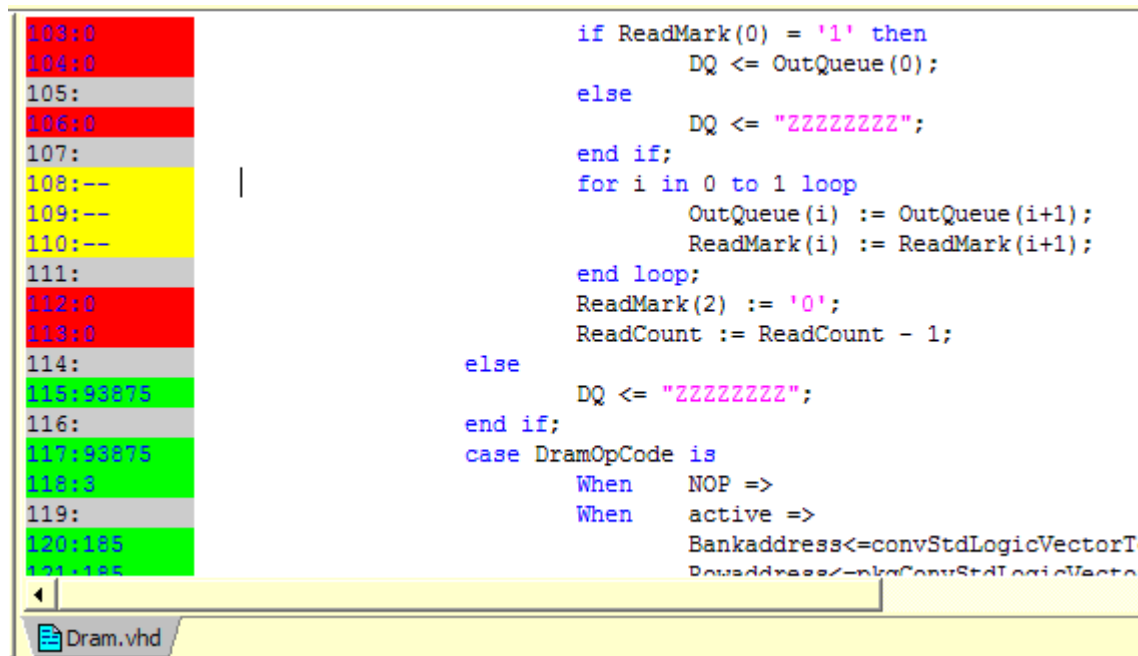 103:0 if ReadMark(0) = '1' then
104:0 DQ <= OutQueue(0);
105: else
106:0 DQ <= "ZZZZZZZZ";
107: end if;
108:-- for i in 0 to 1 loop
109:-- OutQueue(i) := OutQueue(i+1);
110:-- ReadMark(i) := ReadMark(i+1);
111: end loop;
112:0 ReadMark(2) := '0';
113:0 ReadCount := ReadCount - 1;
114: else
115:93875 DQ <= "ZZZZZZZZ";
116: end if;
117:93875 case DramOpCode is
118:3 When NOP =>
119: When active =>
120:185 Bankaddress<=convStdLogicVectorT
121:185 Rowaddress<=pkgConvStdLogicVecto
Dram.vhd